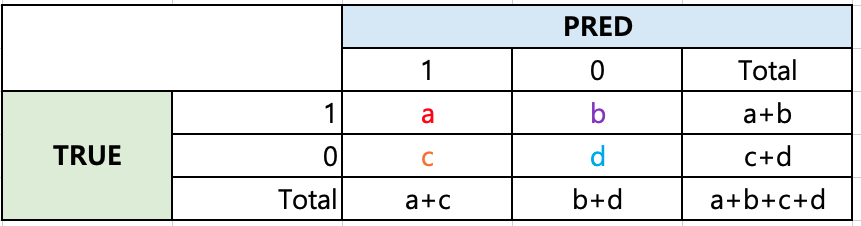 PRED
1 0 Total
TRUE
1 a b a+b
0 c d c+d
Total a+c b+d a+b+c+d